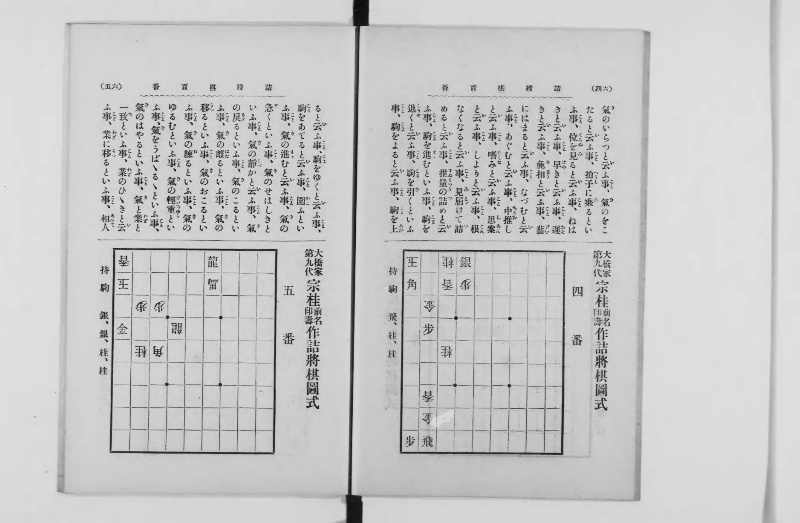 (六四) 詰將棋百番
氣のいらつと云ふ事、氣のをこ
たると云ふ事、拍子に乘るとい
ふ事、位を見ると云ふ事、ねは
きと云ふ事、早きと云ふ事、遲
にはまると云ふ事、なづむと云
ふ事、あぐむと云ふ事、中推し
と云ふ事、嗜みと云ふ事、思案
と云ふ事、しまりと云ふ事、根
なくなると云ふ事、見届けて詰
めると云ふ事、推量の詰めと云
ふ事、駒を進むといふ事、駒を
退くと云ふ事、駒を引くといふ
事、駒をよると云ふ事、駒を上
大橋家
第九代
宗桂
前名
印壽
作詰將棋圖式
四番
持駒 飛、桂、桂
詰將棋百番 (六五)
ると云ふ事、駒をゆくと云ふ事、
駒をあてると云ふ事、圍ふとい
ふ事、氣の進むと云ふ事、氣の
急くといふ事、氣のせはしきと
いふ事、氣の靜かと云ふ事、氣
の戻るといふ事、氣のこるとい
ふ事、氣の離るといふ事、氣の
移るといふ事、氣のおこるとい
ふ事、氣の練るといふ事、氣の
ゆるむといふ事、氣の輕重とい
ふ事、氣をうばゝるゝといふ事、
氣のはやるといふ事、氣と業と
一致といふ事、業のひゞきと云
ふ事、業に移るといふ事、相人
大橋家
第九代
宗桂
前名
印壽
作詰將棋圖式
五番
持駒 銀、銀、桂、桂